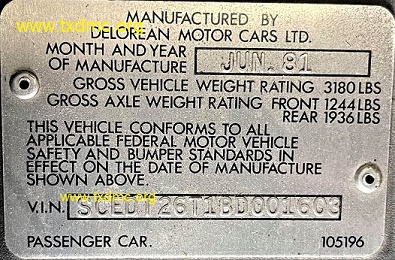 MANUFACTURED BY
www.txdmc.org
DELOREAN MOTOR CARS LTD.
MONTH AND YEAR
OF MANUFACTURE JUN. 81
GROSS VEHICLE WEIGHT RATING 3180 LBS
GROSS AXLE WEIGHT RATING FRONT 1244 LBS
REAR 1936 LBS
THIS VEHICLE CONFORMS TO ALL
APPLICABLE FEDERAL MOTOR VEHICLE
SAFETY AND BUMPER STANDARDS IN
EFFECT ON THE DATE OF MANUFACTURE
SHOWN ABOVE.
www.txdmc.org
V.I.N. SCEDT26T1BD001603
PASSENGER CAR. 105196